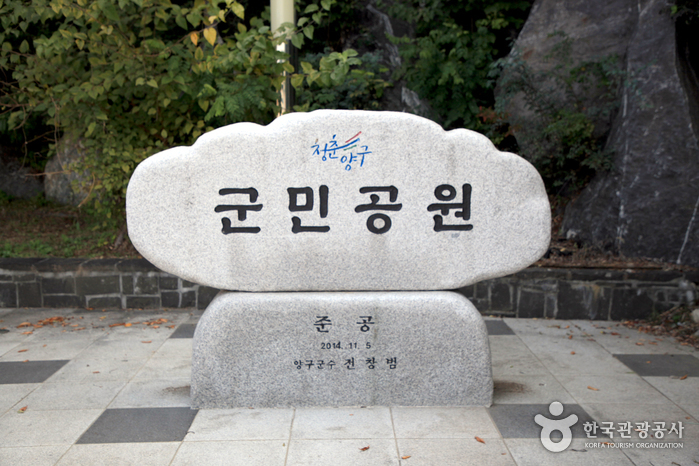 청춘양구
군민공원
준공
2014. 11. 5
양구군수 전창범
한국관광공사
KOREA TOURISM ORGANIZATION